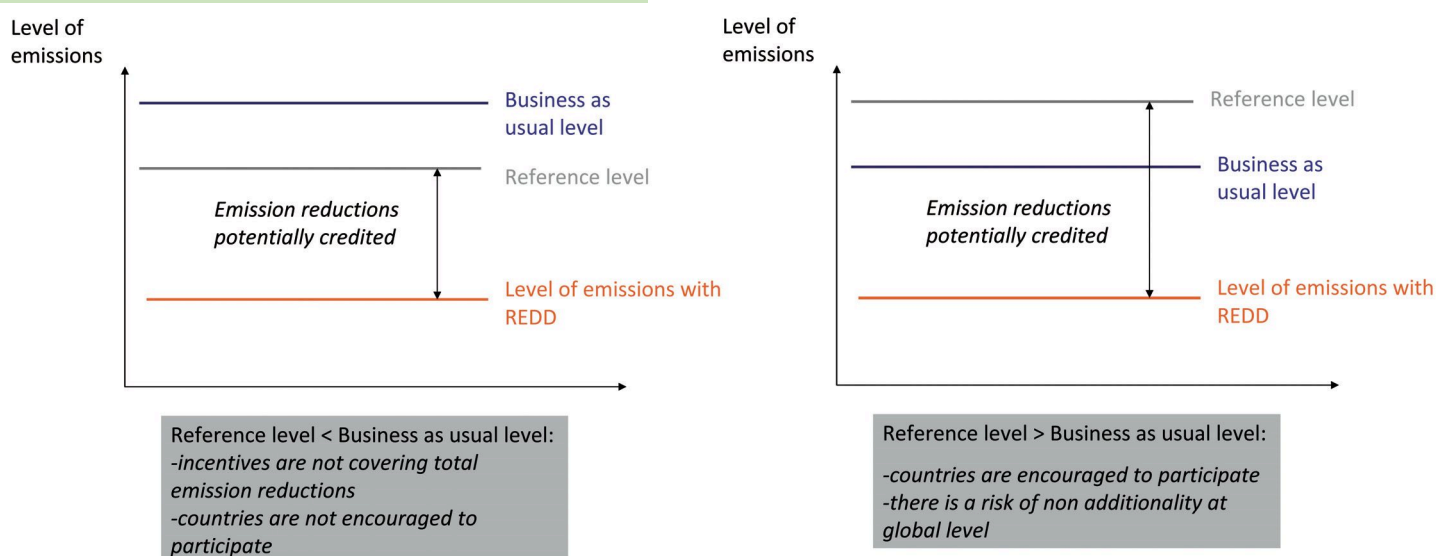 Level of
emissions
Business as
usual level
Reference level
Emission reductions
potentially credited
Level of emissions with
REDD
Reference level < Business as usual level:
-incentives are not covering total
emission reductions
-countries are not encouraged to
participate
Level of
emissions
Reference level
Business as
usual level
Emission reductions
potentially credited
Level of emissions with
REDD
Reference level > Business as usual level:
-countries are encouraged to participate
-there is a risk of non additionality at
global level